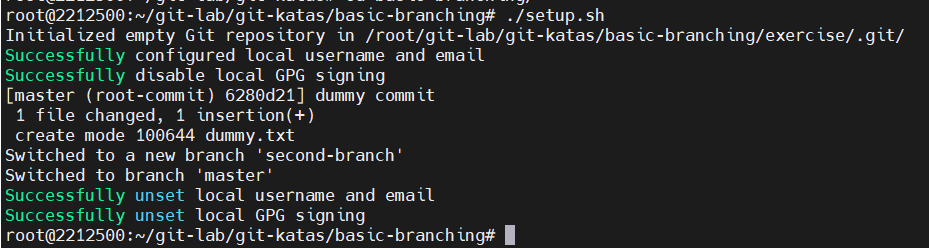 root@2212500:~/git-lab/git-katas/basic-branching# ./setup.sh
Initialized empty Git repository in /root/git-lab/git-katas/basic-branching/exercise/.git/
Successfully configured local username and email
Successfully disable local GPG signing
[master (root-commit) 6280d21] dummy commit
 1 file changed, 1 insertion(+)
 create mode 100644 dummy.txt
Switched to a new branch 'second-branch'
Switched to branch 'master'
Successfully unset local username and email
Successfully unset local GPG signing
root@2212500:~/git-lab/git-katas/basic-branching#